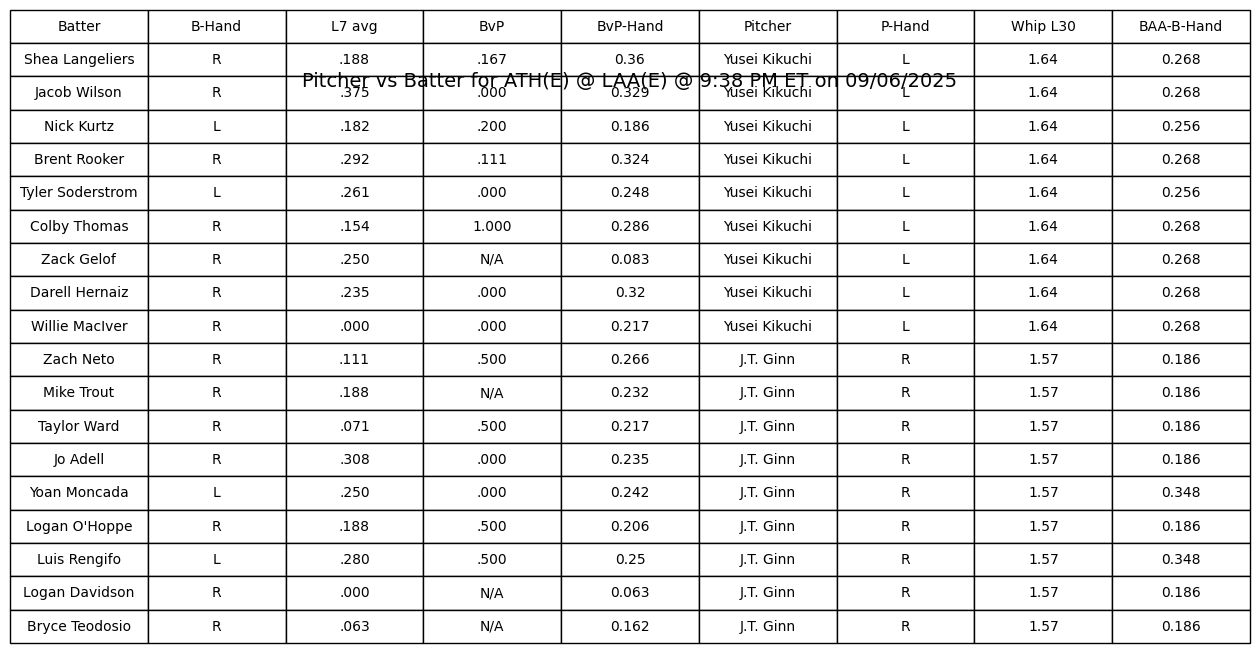 Batter B-Hand L7 avg BvP BvP-Hand Pitcher P-Hand Whip L30 BAA-B-Hand
Shea Langeliers R .188 .167 0.36 Yusei Kikuchi L 1.64 0.268
Pitcher vs Batter for ATH(E) @ LAA(E) @ 9:38 PM ET on 09/06/2025
Jacob Wilson R .375 .000 0.329 Yusei Kikuchi L 1.64 0.268
Nick Kurtz L .182 .200 0.186 Yusei Kikuchi L 1.64 0.256
Brent Rooker R .292 .111 0.324 Yusei Kikuchi L 1.64 0.268
Tyler Soderstrom L .261 .000 0.248 Yusei Kikuchi L 1.64 0.256
Colby Thomas R .154 1.000 0.286 Yusei Kikuchi L 1.64 0.268
Zack Gelof R .250 N/A 0.083 Yusei Kikuchi L 1.64 0.268
Darell Hernaiz R .235 .000 0.32 Yusei Kikuchi L 1.64 0.268
Willie MacIver R .000 .000 0.217 Yusei Kikuchi L 1.64 0.268
Zach Neto R .111 .500 0.266 J.T. Ginn R 1.57 0.186
Mike Trout R .188 N/A 0.232 J.T. Ginn R 1.57 0.186
Taylor Ward R .071 .500 0.217 J.T. Ginn R 1.57 0.186
Jo Adell R .308 .000 0.235 J.T. Ginn R 1.57 0.186
Yoan Moncada L .250 .000 0.242 J.T. Ginn R 1.57 0.348
Logan O'Hoppe R .188 .500 0.206 J.T. Ginn R 1.57 0.186
Luis Rengifo L .280 .500 0.25 J.T. Ginn R 1.57 0.348
Logan Davidson R .000 N/A 0.063 J.T. Ginn R 1.57 0.186
Bryce Teodosio R .063 N/A 0.162 J.T. Ginn R 1.57 0.186